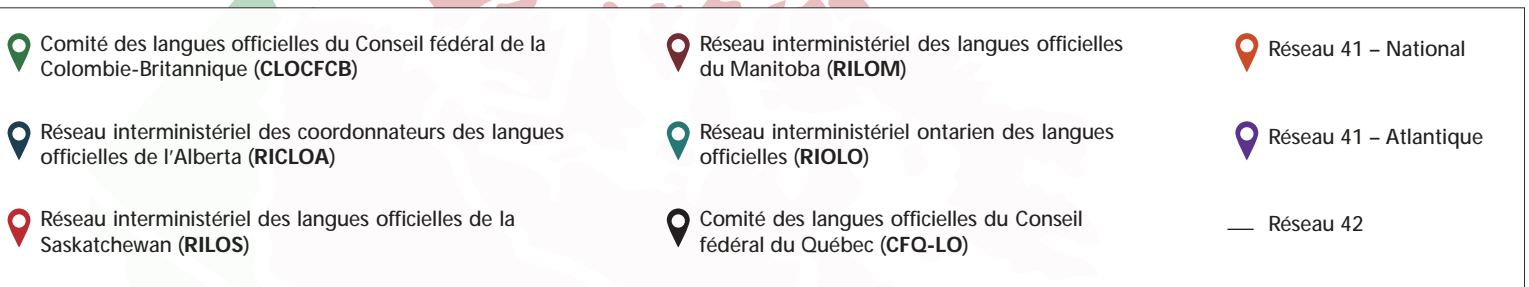 Comité des langues officielles du Conseil fédéral de la
Colombie-Britannique (CLOCFCB)
Réseau interministériel des coordonnateurs des langues
officielles de l'Alberta (RICLOA)
Réseau interministériel des langues officielles de la
Saskatchewan (RILOS)
Réseau interministériel des langues officielles
du Manitoba (RILOM)
Réseau interministériel ontarien des langues
officielles (RIOLO)
Comité des langues officielles du Conseil
fédéral du Québec (CFQ-LO)
Réseau 41 – National
Réseau 41 – Atlantique
Réseau 42